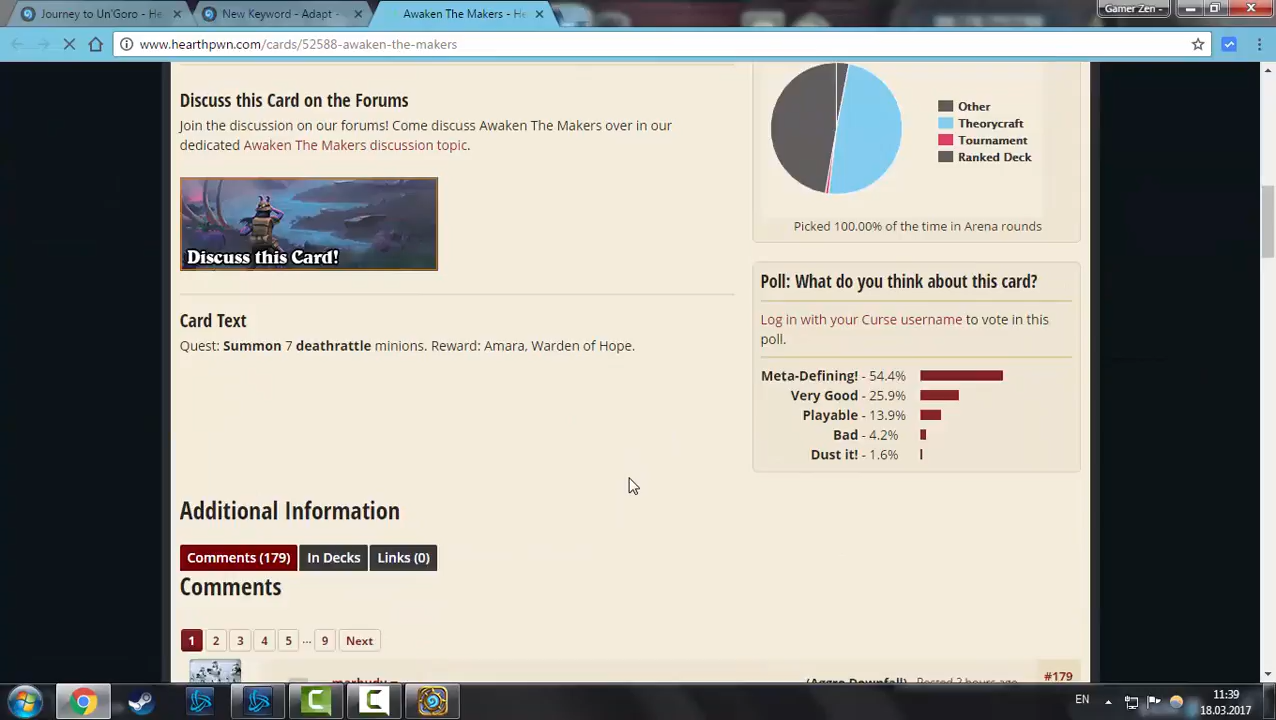 Journey to Un'Goro - He
New Keyword - Adapt -
Awaken The Makers - He
Gamer Zen -
www.hearthpwn.com/cards/52588-awaken-the-makers
Discuss this Card on the Forums
Join the discussion on our forums! Come discuss Awaken The Makers over in our
dedicated Awaken The Makers discussion topic.
Discuss this Card!
Card Text
Quest: Summon 7 deathrattle minions. Reward: Amara, Warden of Hope.
Other
Theorycraft
Tournament
Ranked Deck
Picked 100.00% of the time in Arena rounds
Poll: What do you think about this card?
Log in with your Curse username to vote in this
poll.
Meta-Defining! - 54.4%
Very Good - 25.9%
Playable - 13.9%
Bad - 4.2%
Dust it! - 1.6%
Additional Information
Comments (179) In Decks Links (0)
Comments
1 2 3 4 5 ... 9 Next
marhudy
(Aggro Downfall) Posted 2 hours ago
#179
EN
11:39
18.03.2017